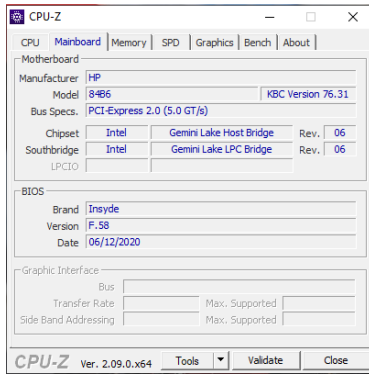 CPU-Z
CPU Mainboard Memory SPD Graphics Bench About
Motherboard
Manufacturer HP
Model 84B6 KBC Version 76.31
Bus Specs. PCI-Express 2.0 (5.0 GT/s)
Chipset Intel Gemini Lake Host Bridge Rev. 06
Southbridge Intel Gemini Lake LPC Bridge Rev. 06
LPCIO
BIOS
Brand Insyde
Version F.58
Date 06/12/2020
Graphic Interface
Bus
Transfer Rate Max. Supported
Side Band Addressing Max. Supported
CPU-Z Ver. 2.09.0.x64 Tools Validate Close